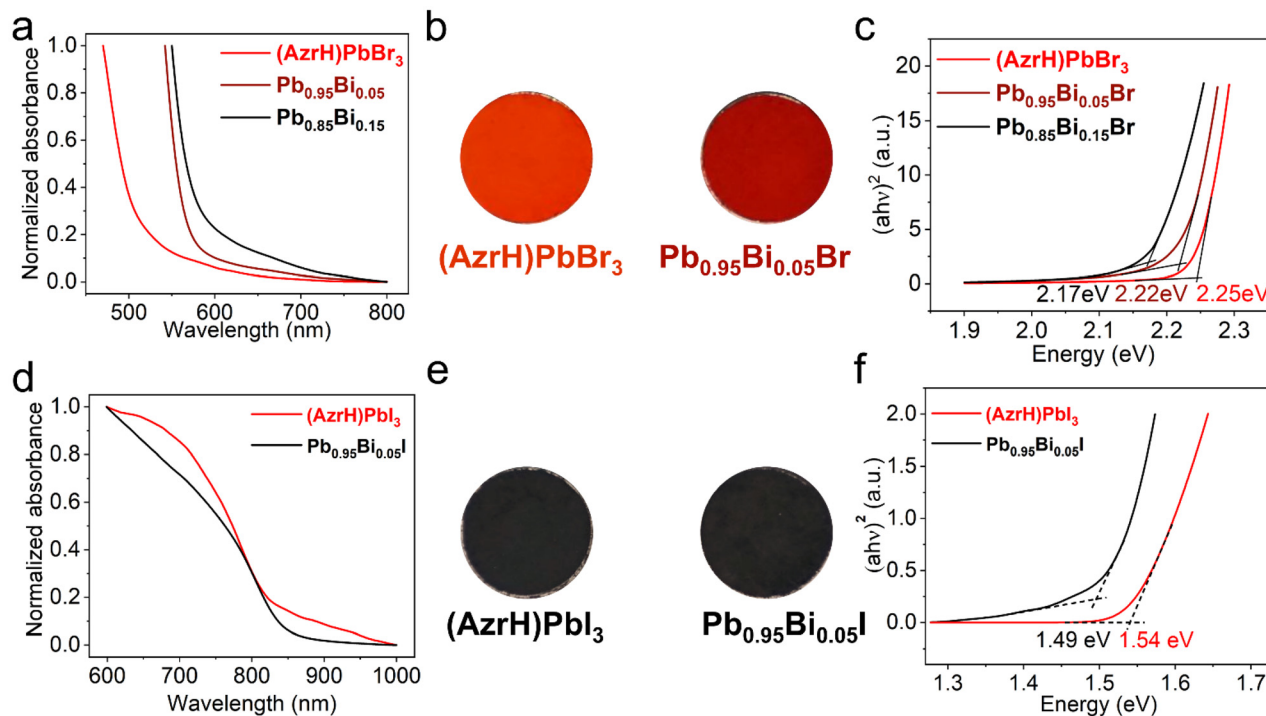 a
1.0
0.8
0.6
0.4
0.2
0.0
Normalized absorbance
(AzrH)PbBr₃
Pb₀.₉₅Bi₀.₀₅
Pb₀.₈₅Bi₀.₁₅
500 600 700 800
Wavelength (nm)
b
(AzrH)PbBr₃
Pb₀.₉₅Bi₀.₀₅Br
c
20
15
10
5
0
(ahν)² (a.u.)
(AzrH)PbBr₃
Pb₀.₉₅Bi₀.₀₅Br
Pb₀.₈₅Bi₀.₁₅Br
2.17eV 2.22eV 2.25eV
1.9 2.0 2.1 2.2 2.3
Energy (eV)
d
1.0
0.8
0.6
0.4
0.2
0.0
Normalized absorbance
(AzrH)PbI₃
Pb₀.₉₅Bi₀.₀₅I
600 700 800 900 1000
Wavelength (nm)
e
(AzrH)PbI₃
Pb₀.₉₅Bi₀.₀₅I
f
2.0
1.5
1.0
0.5
0.0
(ahν)² (a.u.)
(AzrH)PbI₃
Pb₀.₉₅Bi₀.₀₅I
1.49 eV 1.54 eV
1.3 1.4 1.5 1.6 1.7
Energy (eV)